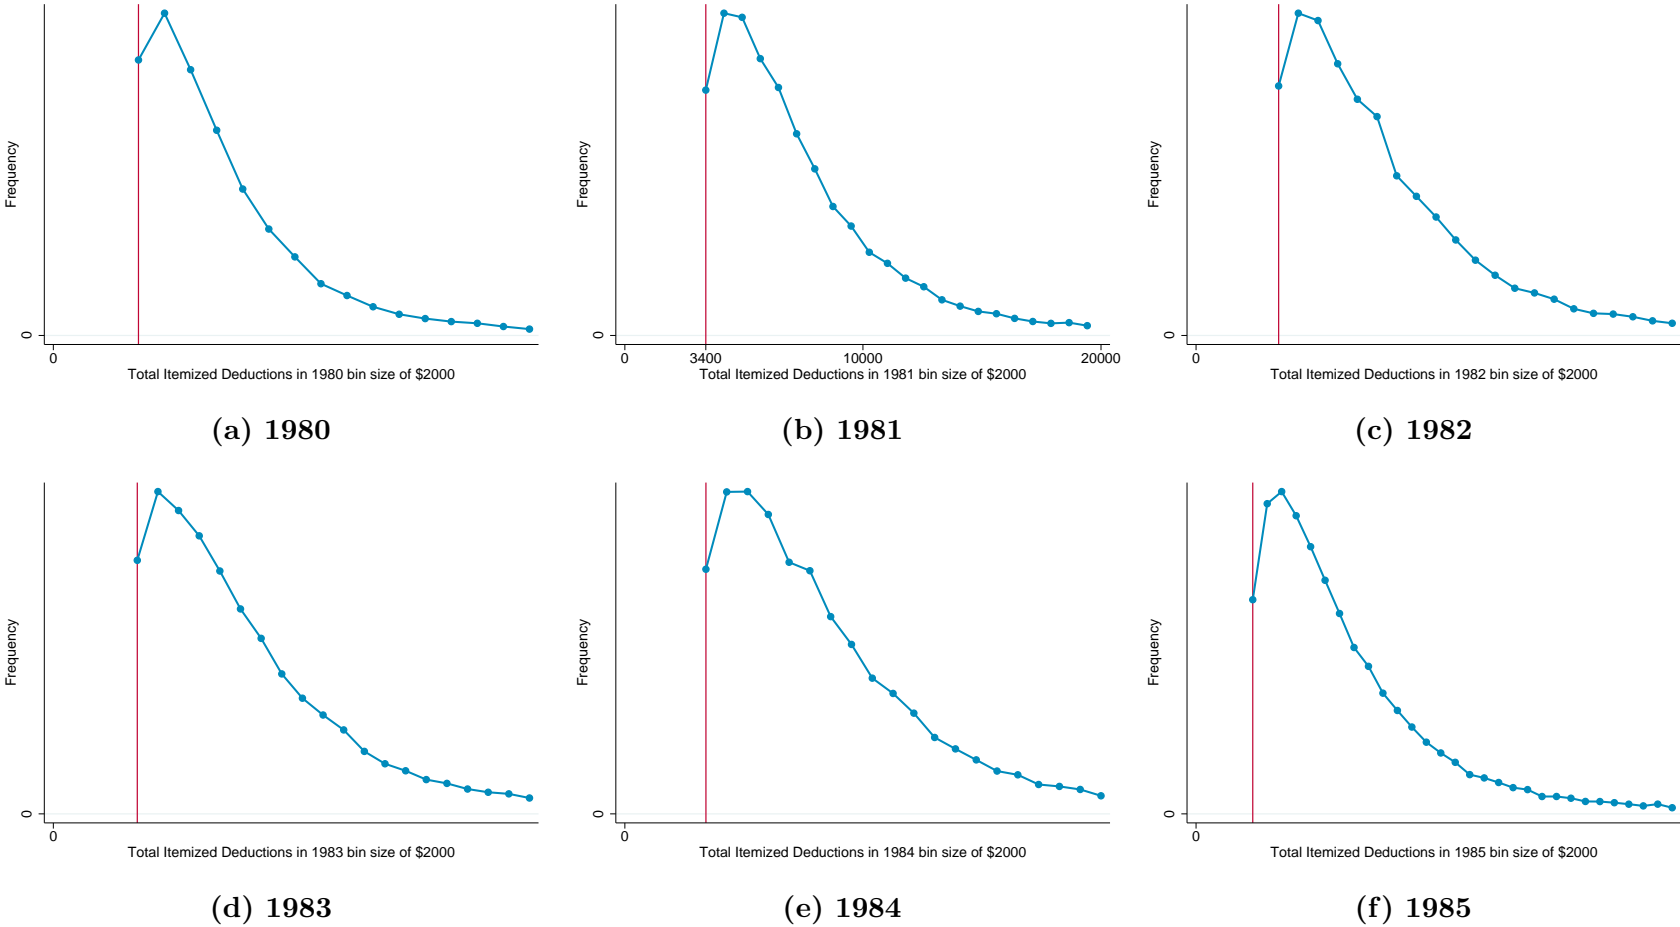 Frequency
0
0
Total Itemized Deductions in 1980 bin size of $2000
(a) 1980
Frequency
0
0 3400 10000 20000
Total Itemized Deductions in 1981 bin size of $2000
(b) 1981
Frequency
0
0
Total Itemized Deductions in 1982 bin size of $2000
(c) 1982
Frequency
0
0
Total Itemized Deductions in 1983 bin size of $2000
(d) 1983
Frequency
0
0
Total Itemized Deductions in 1984 bin size of $2000
(e) 1984
Frequency
0
0
Total Itemized Deductions in 1985 bin size of $2000
(f) 1985